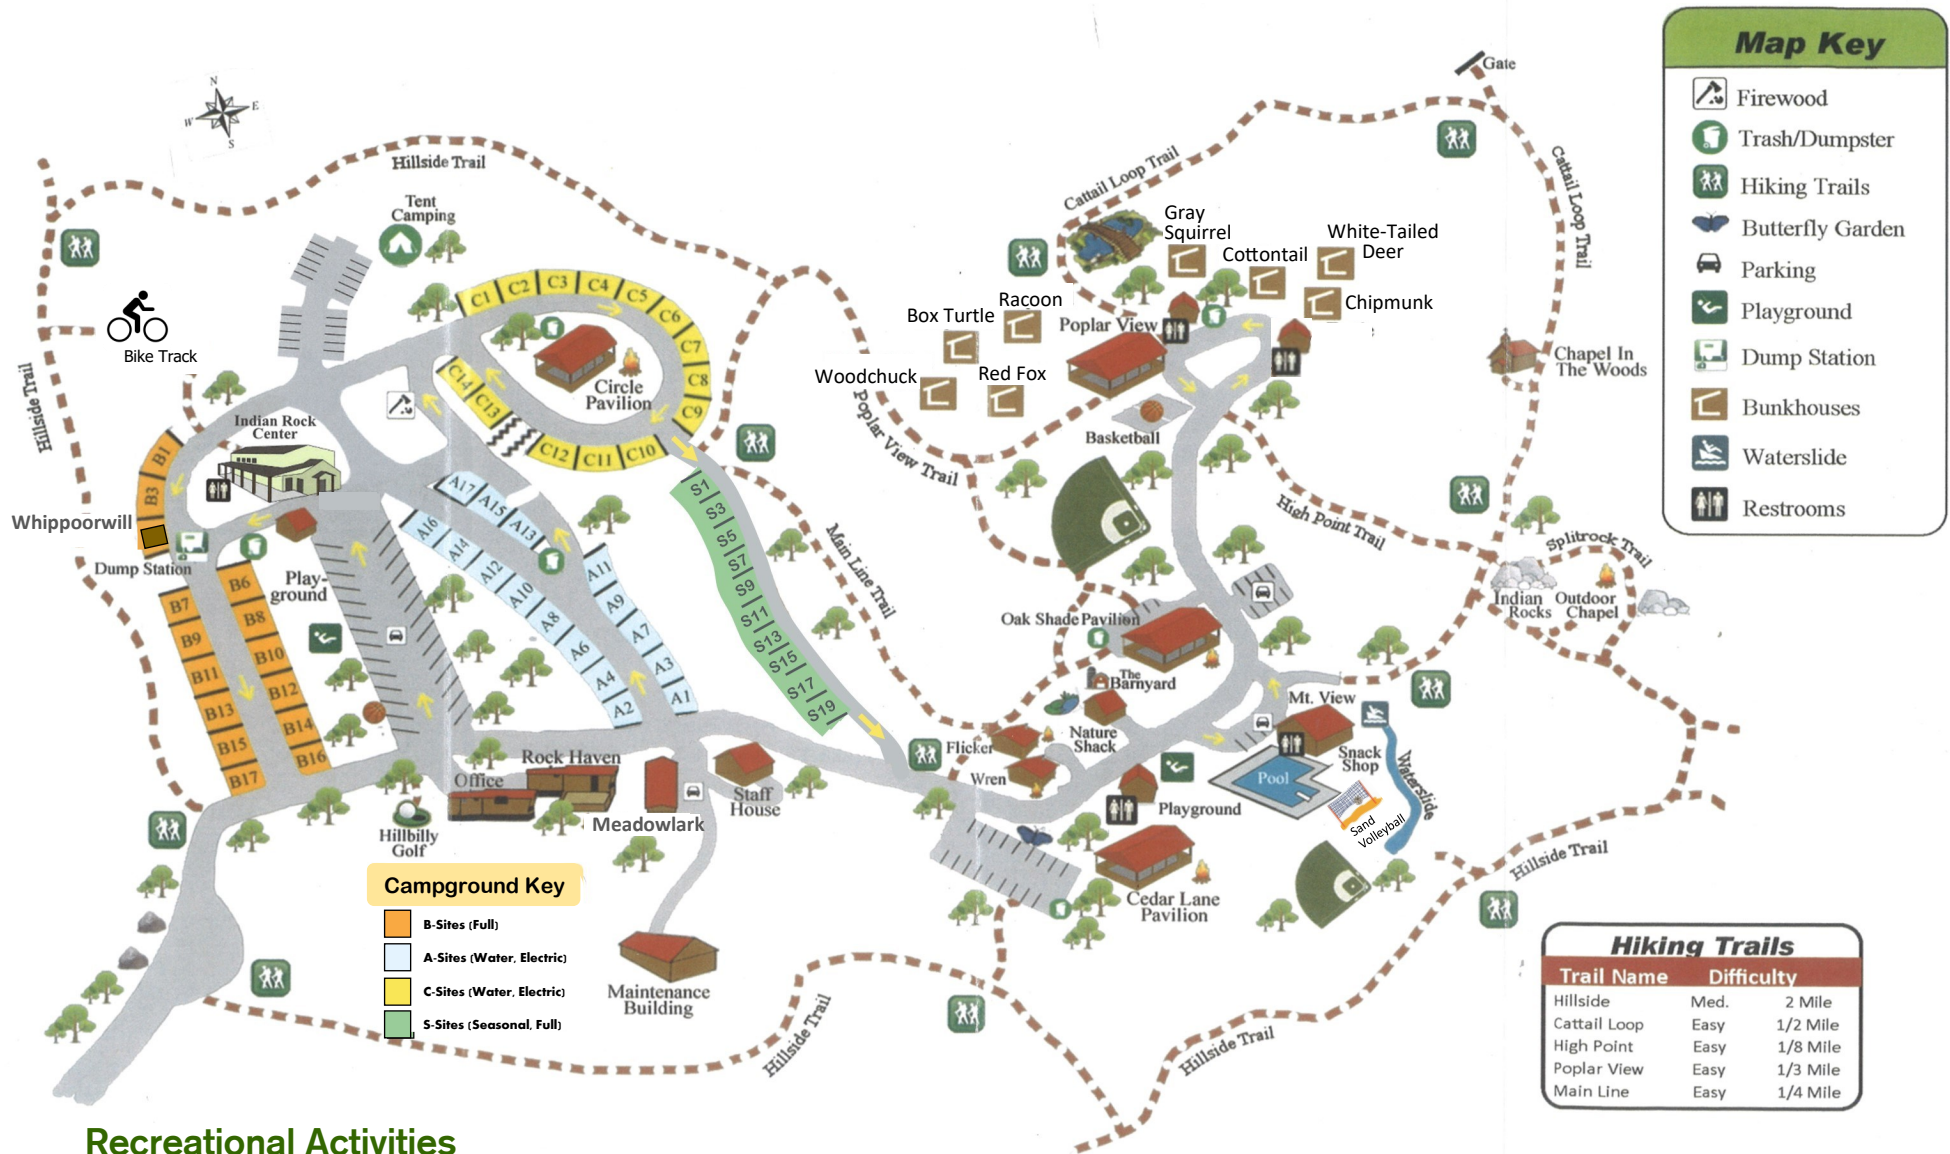 N
W
E
S
Hillside Trail
Tent
Camping
Bike Track
Hillside Trail
Indian Rock
Center
Whippoorwill
Dump Station
Play-
ground
B1
B3
B6
B7
B8
B9
B10
B11
B12
B13
B14
B15
B16
B17
C1
C2
C3
C4
C5
C6
C7
C8
C9
C10
C11
C12
C13
C14
Circle
Pavilion
A17
A15
A13
A11
A9
A7
A3
A1
A16
A14
A12
A10
A8
A6
A4
A2
S1
S3
S5
S7
S9
S11
S13
S15
S17
S19
Main Line Trail
Rock Haven
Office
Hillbilly
Golf
Meadowlark
Staff
House
Maintenance
Building
Campground Key
B-Sites (Full)
A-Sites (Water, Electric)
C-Sites (Water, Electric)
S-Sites (Seasonal, Full)
Hillside Trail
Recreational Activities
Gate
Cattail Loop Trail
Cattail Loop Trail
Gray
Squirrel
Cottontail
White-Tailed
Deer
Chipmunk
Racoon
Box Turtle
Poplar View
Woodchuck
Red Fox
Poplar View Trail
Basketball
Chapel In
The Woods
High Point Trail
Splitrock Trail
Indian
Rocks
Outdoor
Chapel
Oak Shade Pavilion
The
Barnyard
Nature
Shack
Flicker
Wren
Mt. View
Snack
Shop
Pool
Waterslide
Playground
Sand
Volleyball
Cedar Lane
Pavilion
Hillside Trail
Hillside Trail
Map Key
Firewood
Trash/Dumpster
Hiking Trails
Butterfly Garden
Parking
Playground
Dump Station
Bunkhouses
Waterslide
Restrooms
Hiking Trails
Trail Name Difficulty
Hillside Med. 2 Mile
Cattail Loop Easy 1/2 Mile
High Point Easy 1/8 Mile
Poplar View Easy 1/3 Mile
Main Line Easy 1/4 Mile